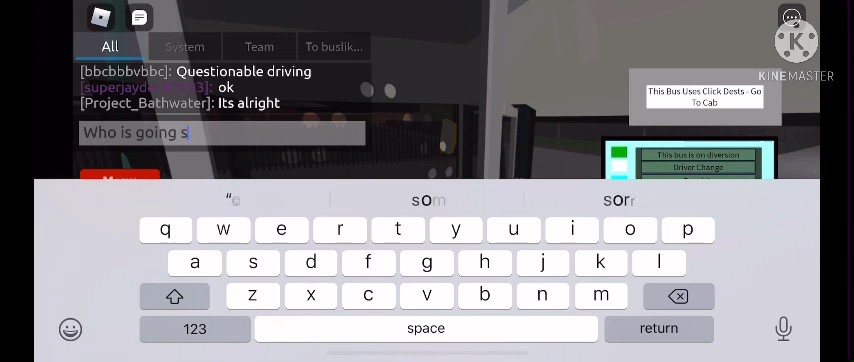 All
System
Team
To buslik...
[bbcbbbvbbc]: Questionable driving
ok
[Project_Bathwater]: Its alright
Who is going s
This Bus Uses Click Dests - Go
To Cab
KINEMASTER
This bus is on diversion
Driver Change
som
sorr
q w e r t y u i o p
a s d f g h j k l
z x c v b n m
123
space
return